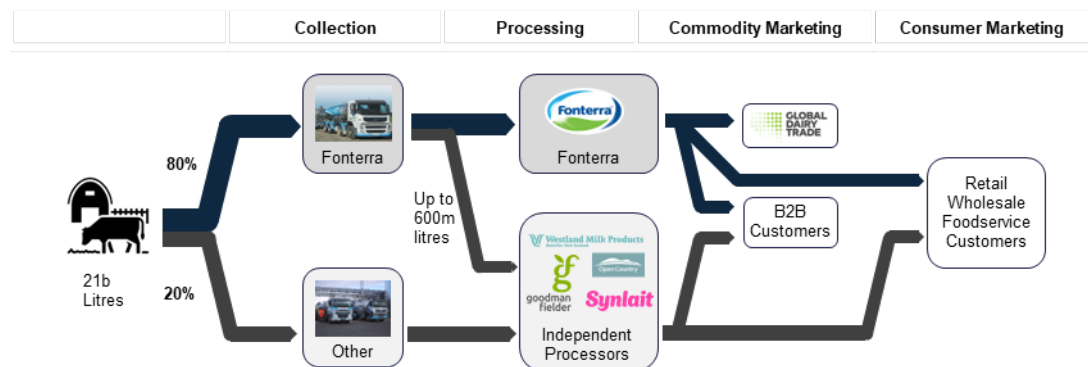 Collection
Processing
Commodity Marketing
Consumer Marketing
80%
20%
21b
Litres
Fonterra
Other
Up to
600m
litres
Fonterra
Fonterra
Westland Milk Products
goodman
fielder
Open Country
Synlait
Independent
Processors
GLOBAL
DAIRY
TRADE
B2B
Customers
Retail
Wholesale
Foodservice
Customers